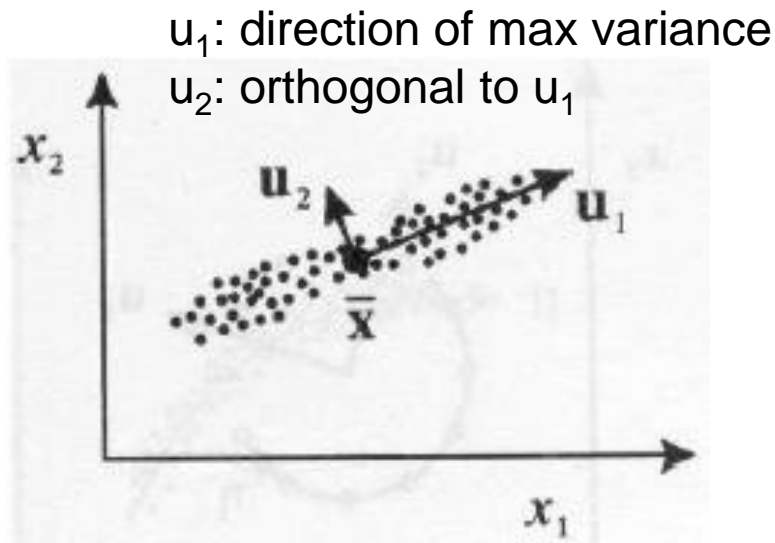 u₁: direction of max variance
u₂: orthogonal to u₁
x₂
u₂
u₁
x̄
x₁